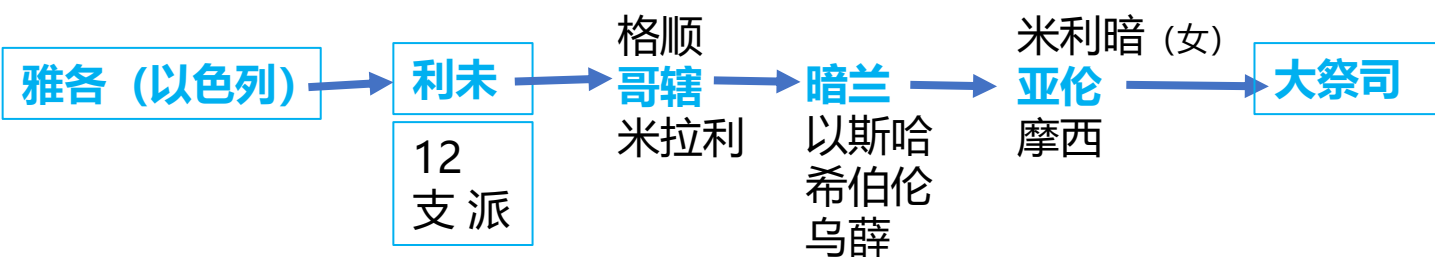 雅各（以色列）
利未
12
支 派
格顺
哥辖
米拉利
暗兰
以斯哈
希伯伦
乌薛
米利暗（女）
亚伦
摩西
大祭司